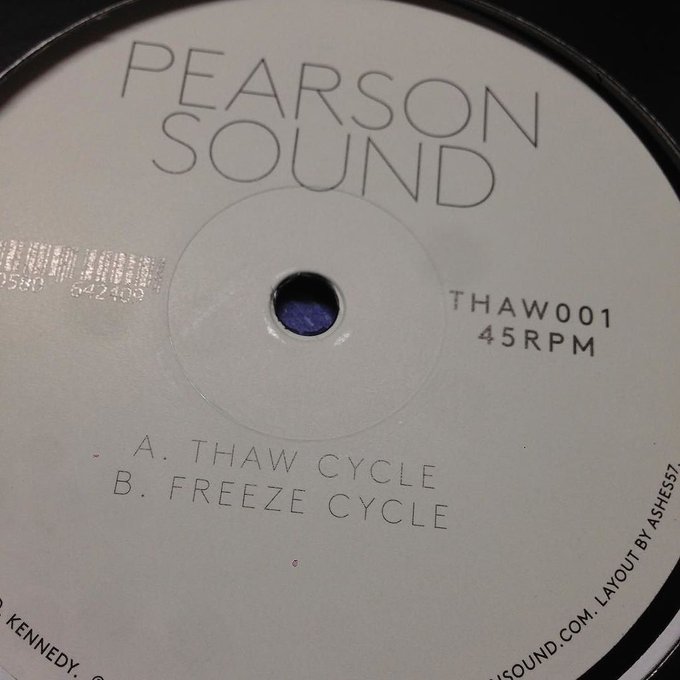 PEARSON
SOUND
THAW001
45RPM
A. THAW CYCLE
B. FREEZE CYCLE
KENNEDY.
SOUND.COM. LAYOUT BY ASHES57.